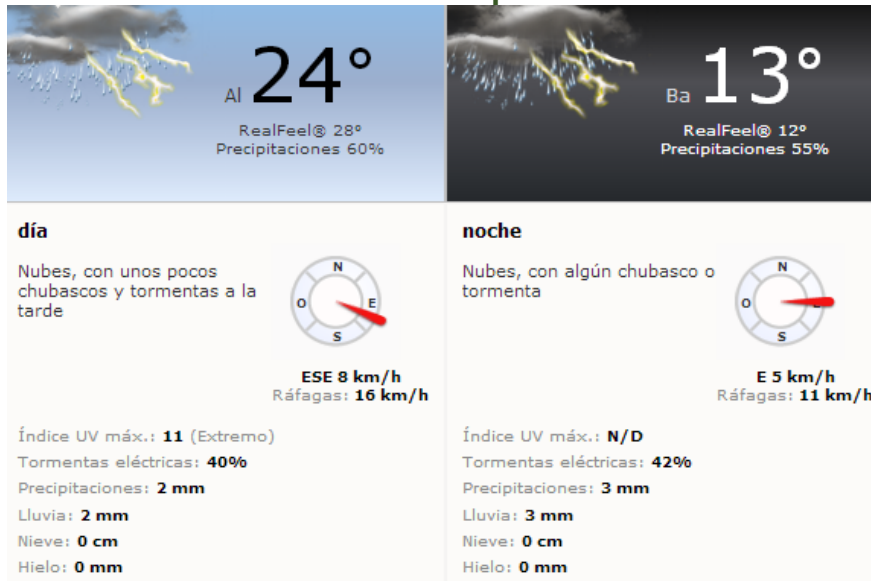 Al 24°
RealFeel® 28º
Precipitaciones 60%
Ba 13°
RealFeel® 12º
Precipitaciones 55%
día
Nubes, con unos pocos
chubascos y tormentas a la
tarde
N
O E
S
ESE 8 km/h
Ráfagas: 16 km/h
Índice UV máx.: 11 (Extremo)
Tormentas eléctricas: 40%
Precipitaciones: 2 mm
Lluvia: 2 mm
Nieve: 0 cm
Hielo: 0 mm
noche
Nubes, con algún chubasco o
tormenta
N
O
S
E 5 km/h
Ráfagas: 11 km/h
Índice UV máx.: N/D
Tormentas eléctricas: 42%
Precipitaciones: 3 mm
Lluvia: 3 mm
Nieve: 0 cm
Hielo: 0 mm